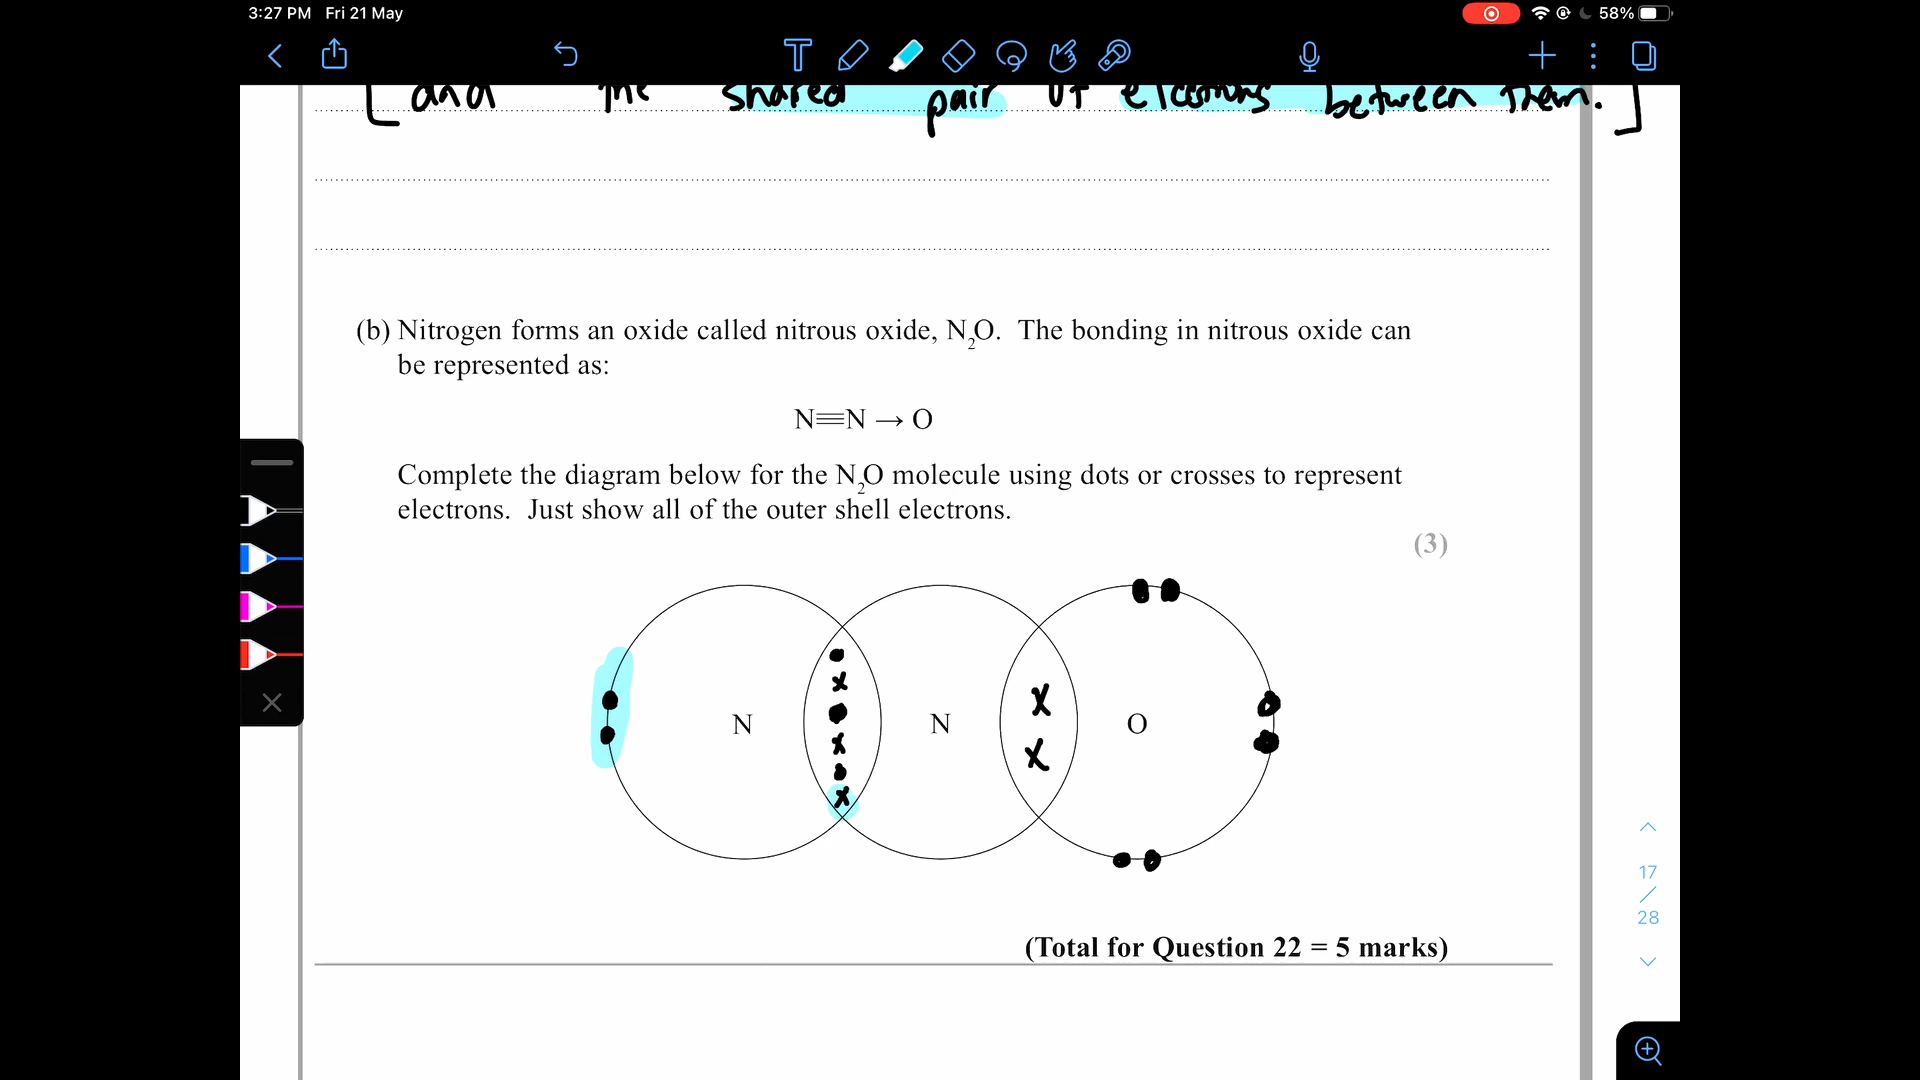 3:27 PM Fri 21 May
58%
[and the shared pair of electrons between them.]
(b) Nitrogen forms an oxide called nitrous oxide, N₂O. The bonding in nitrous oxide can
be represented as:
N≡N → O
Complete the diagram below for the N₂O molecule using dots or crosses to represent
electrons. Just show all of the outer shell electrons.
(3)
N N O
17
/
28
(Total for Question 22 = 5 marks)